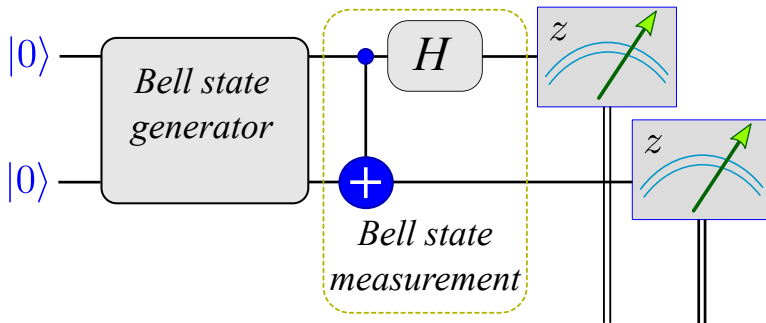 |0⟩
Bell state
generator
H
z
|0⟩
z
Bell state
measurement